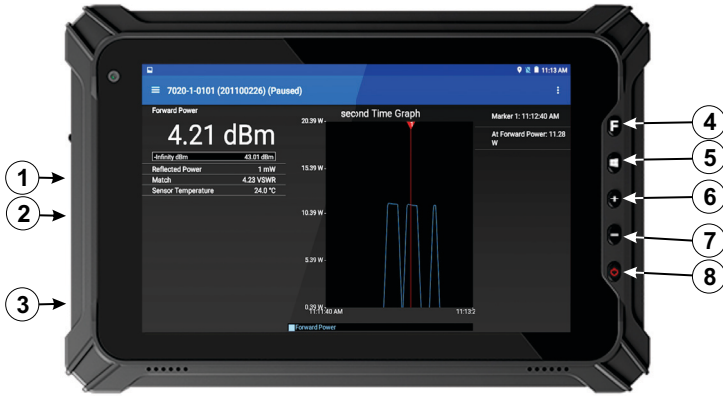 11:13 AM
7020-1-0101 (201100226) (Paused)
Forward Power
4.21 dBm
-Infinity dBm 43.01 dBm
Reflected Power 1 mW
Match 4.23 VSWR
Sensor Temperature 24.0 °C
second Time Graph
20.39 W
15.39 W
10.39 W
5.39 W
0.39 W
11:11:40 AM 11:13:2
Forward Power
Marker 1: 11:12:40 AM
At Forward Power: 11.28
W
1
2
3
F
4
5
6
7
8